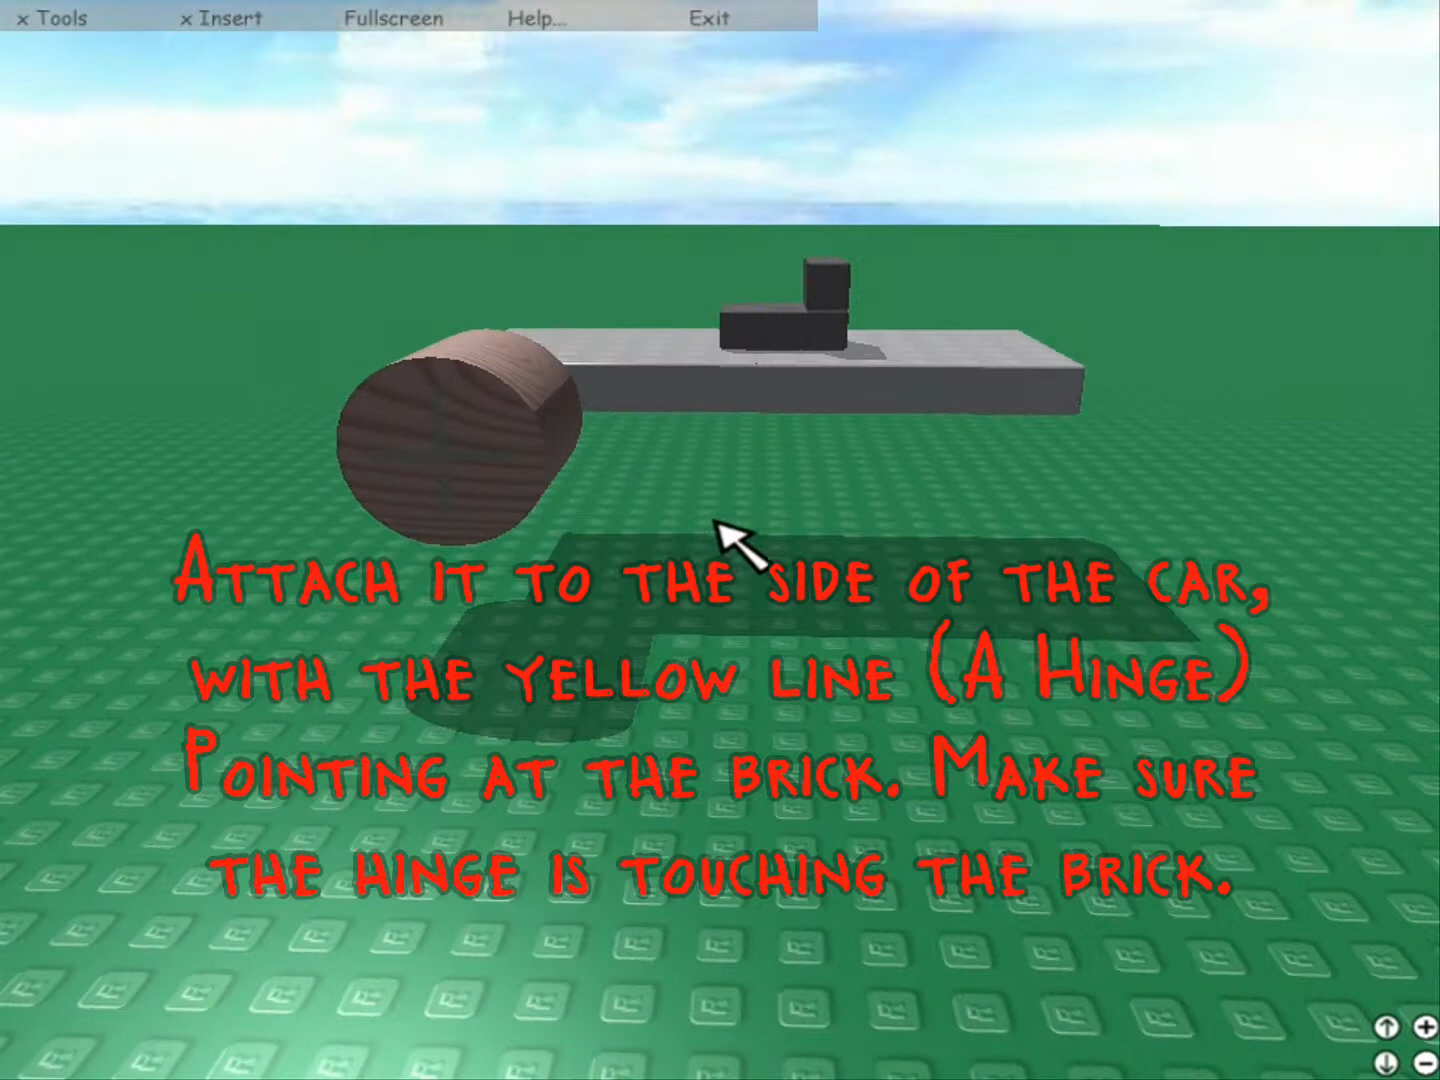 x Tools x Insert Fullscreen Help... Exit
Attach it to the side of the car,
with the yellow line (A Hinge)
Pointing at the brick. Make sure
the hinge is touching the brick.